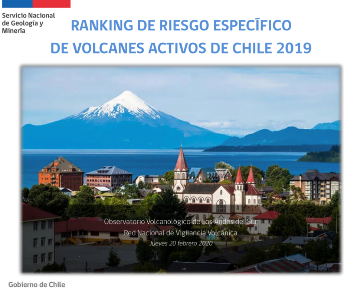 Servicio Nacional
de Geología y
Minería
RANKING DE RIESGO ESPECÍFICO
DE VOLCANES ACTIVOS DE CHILE 2019
Observatorio Volcanológico de los Andes del Sur
Red Nacional de Vigilancia Volcánica
Jueves 20 febrero 2020
Gobierno de Chile